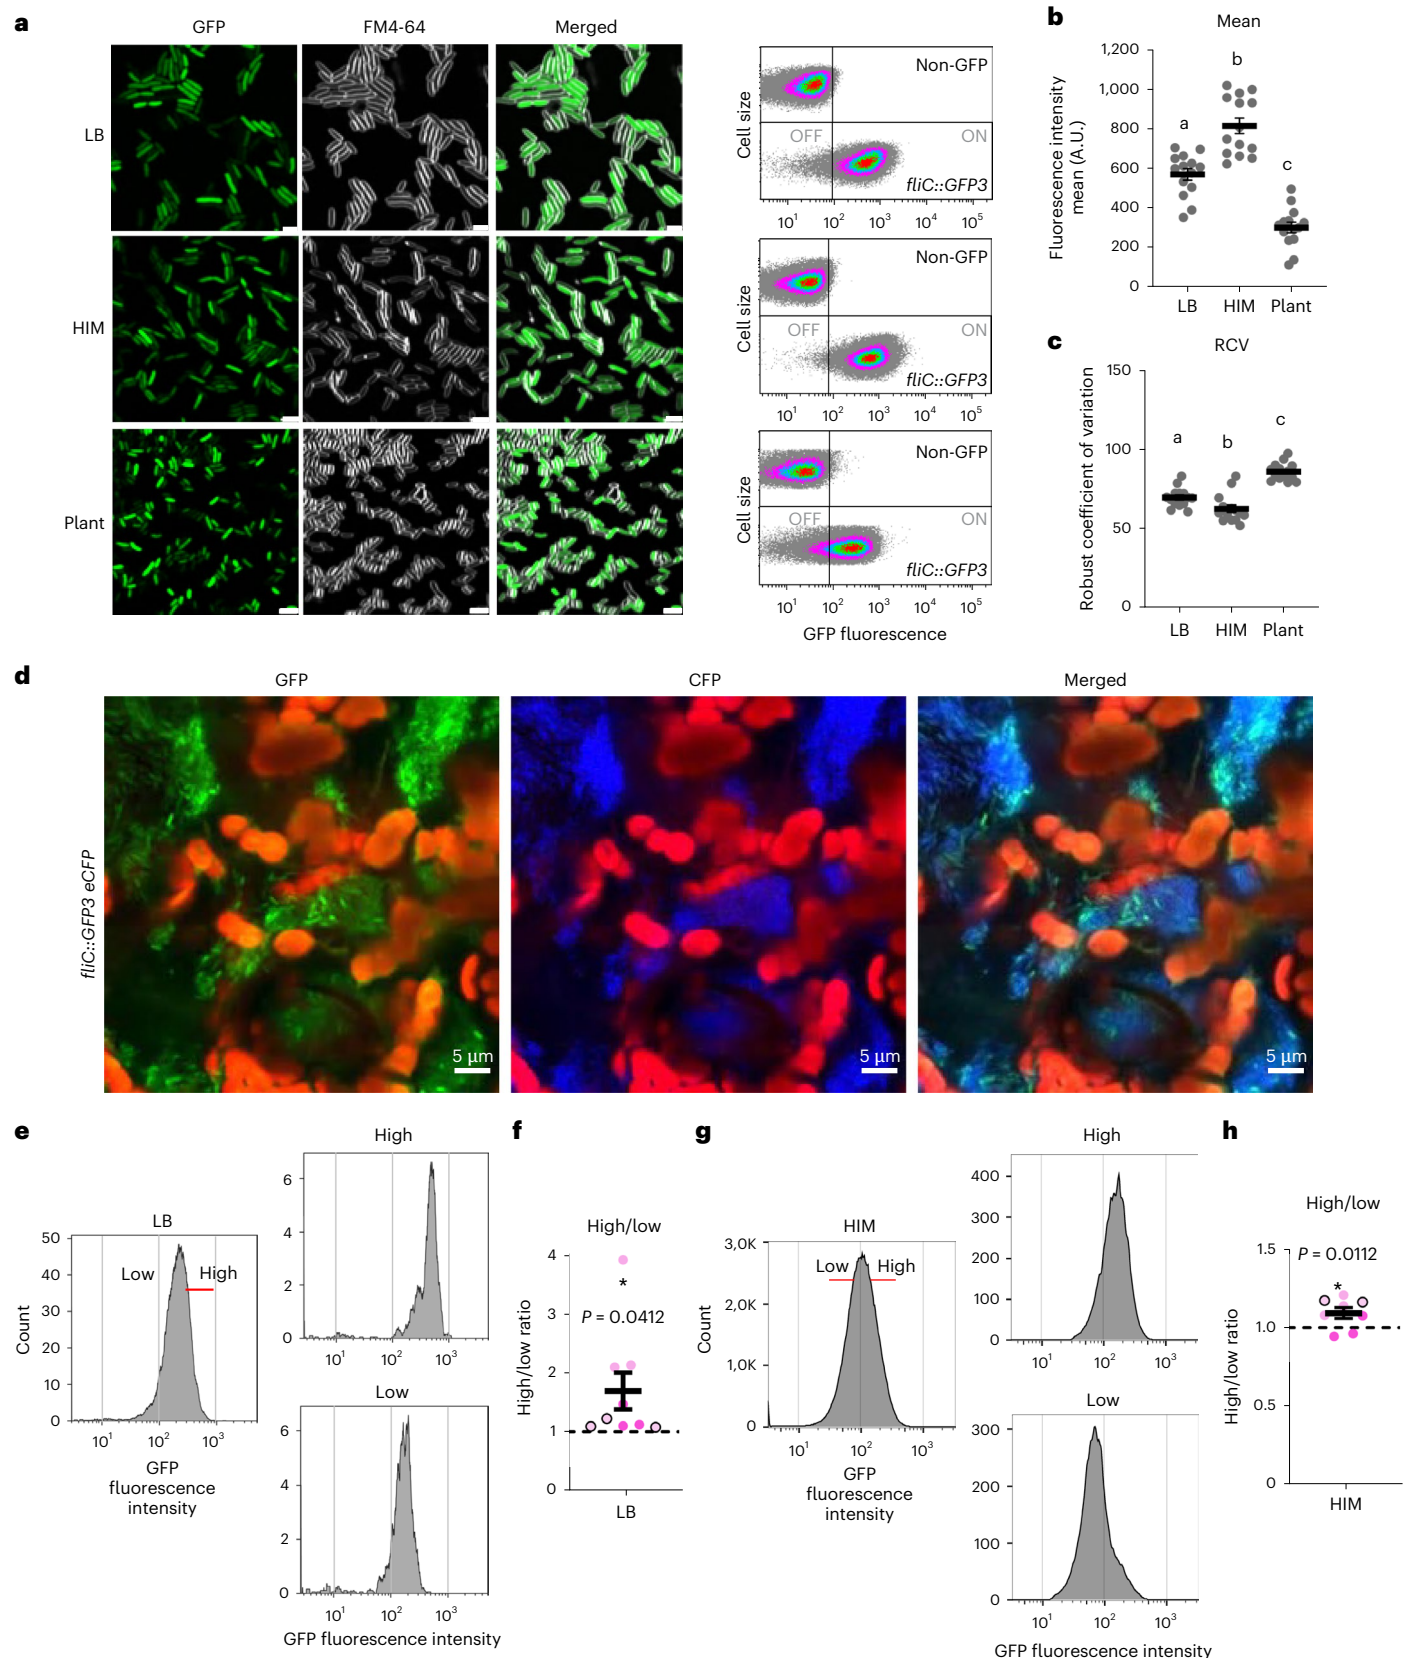 a
GFP
FM4-64
Merged
LB
HIM
Plant
Cell size
Non-GFP
OFF
ON
fliC::GFP3
10¹ 10² 10³ 10⁴ 10⁵
Cell size
Non-GFP
OFF
ON
fliC::GFP3
10¹ 10² 10³ 10⁴ 10⁵
Cell size
Non-GFP
OFF
ON
fliC::GFP3
10¹ 10² 10³ 10⁴ 10⁵
GFP fluorescence
b
Mean
Fluorescence intensity
mean (A.U.)
1,200
1,000
800
600
400
200
0
a
b
c
LB HIM Plant
c
RCV
Robust coefficient of variation
150
100
50
0
a
b
c
LB HIM Plant
d
GFP
CFP
Merged
fliC::GFP3 eCFP
5 µm
5 µm
5 µm
e
LB
Count
50
40
30
20
10
0
Low
High
10¹ 10² 10³
GFP
fluorescence
intensity
High
6
4
2
0
10¹ 10² 10³
Low
6
4
2
0
10¹ 10² 10³
GFP fluorescence intensity
f
High/low
High/low ratio
4
3
2
1
0
*
P = 0.0412
LB
g
HIM
Count
3,0K
2,0K
1,0K
0
Low
High
10¹ 10² 10³
GFP
fluorescence
intensity
High
400
300
200
100
0
10¹ 10² 10³
Low
300
200
100
0
10¹ 10² 10³
GFP fluorescence intensity
h
High/low
High/low ratio
1.5
1.0
0.5
0
P = 0.0112
*
HIM